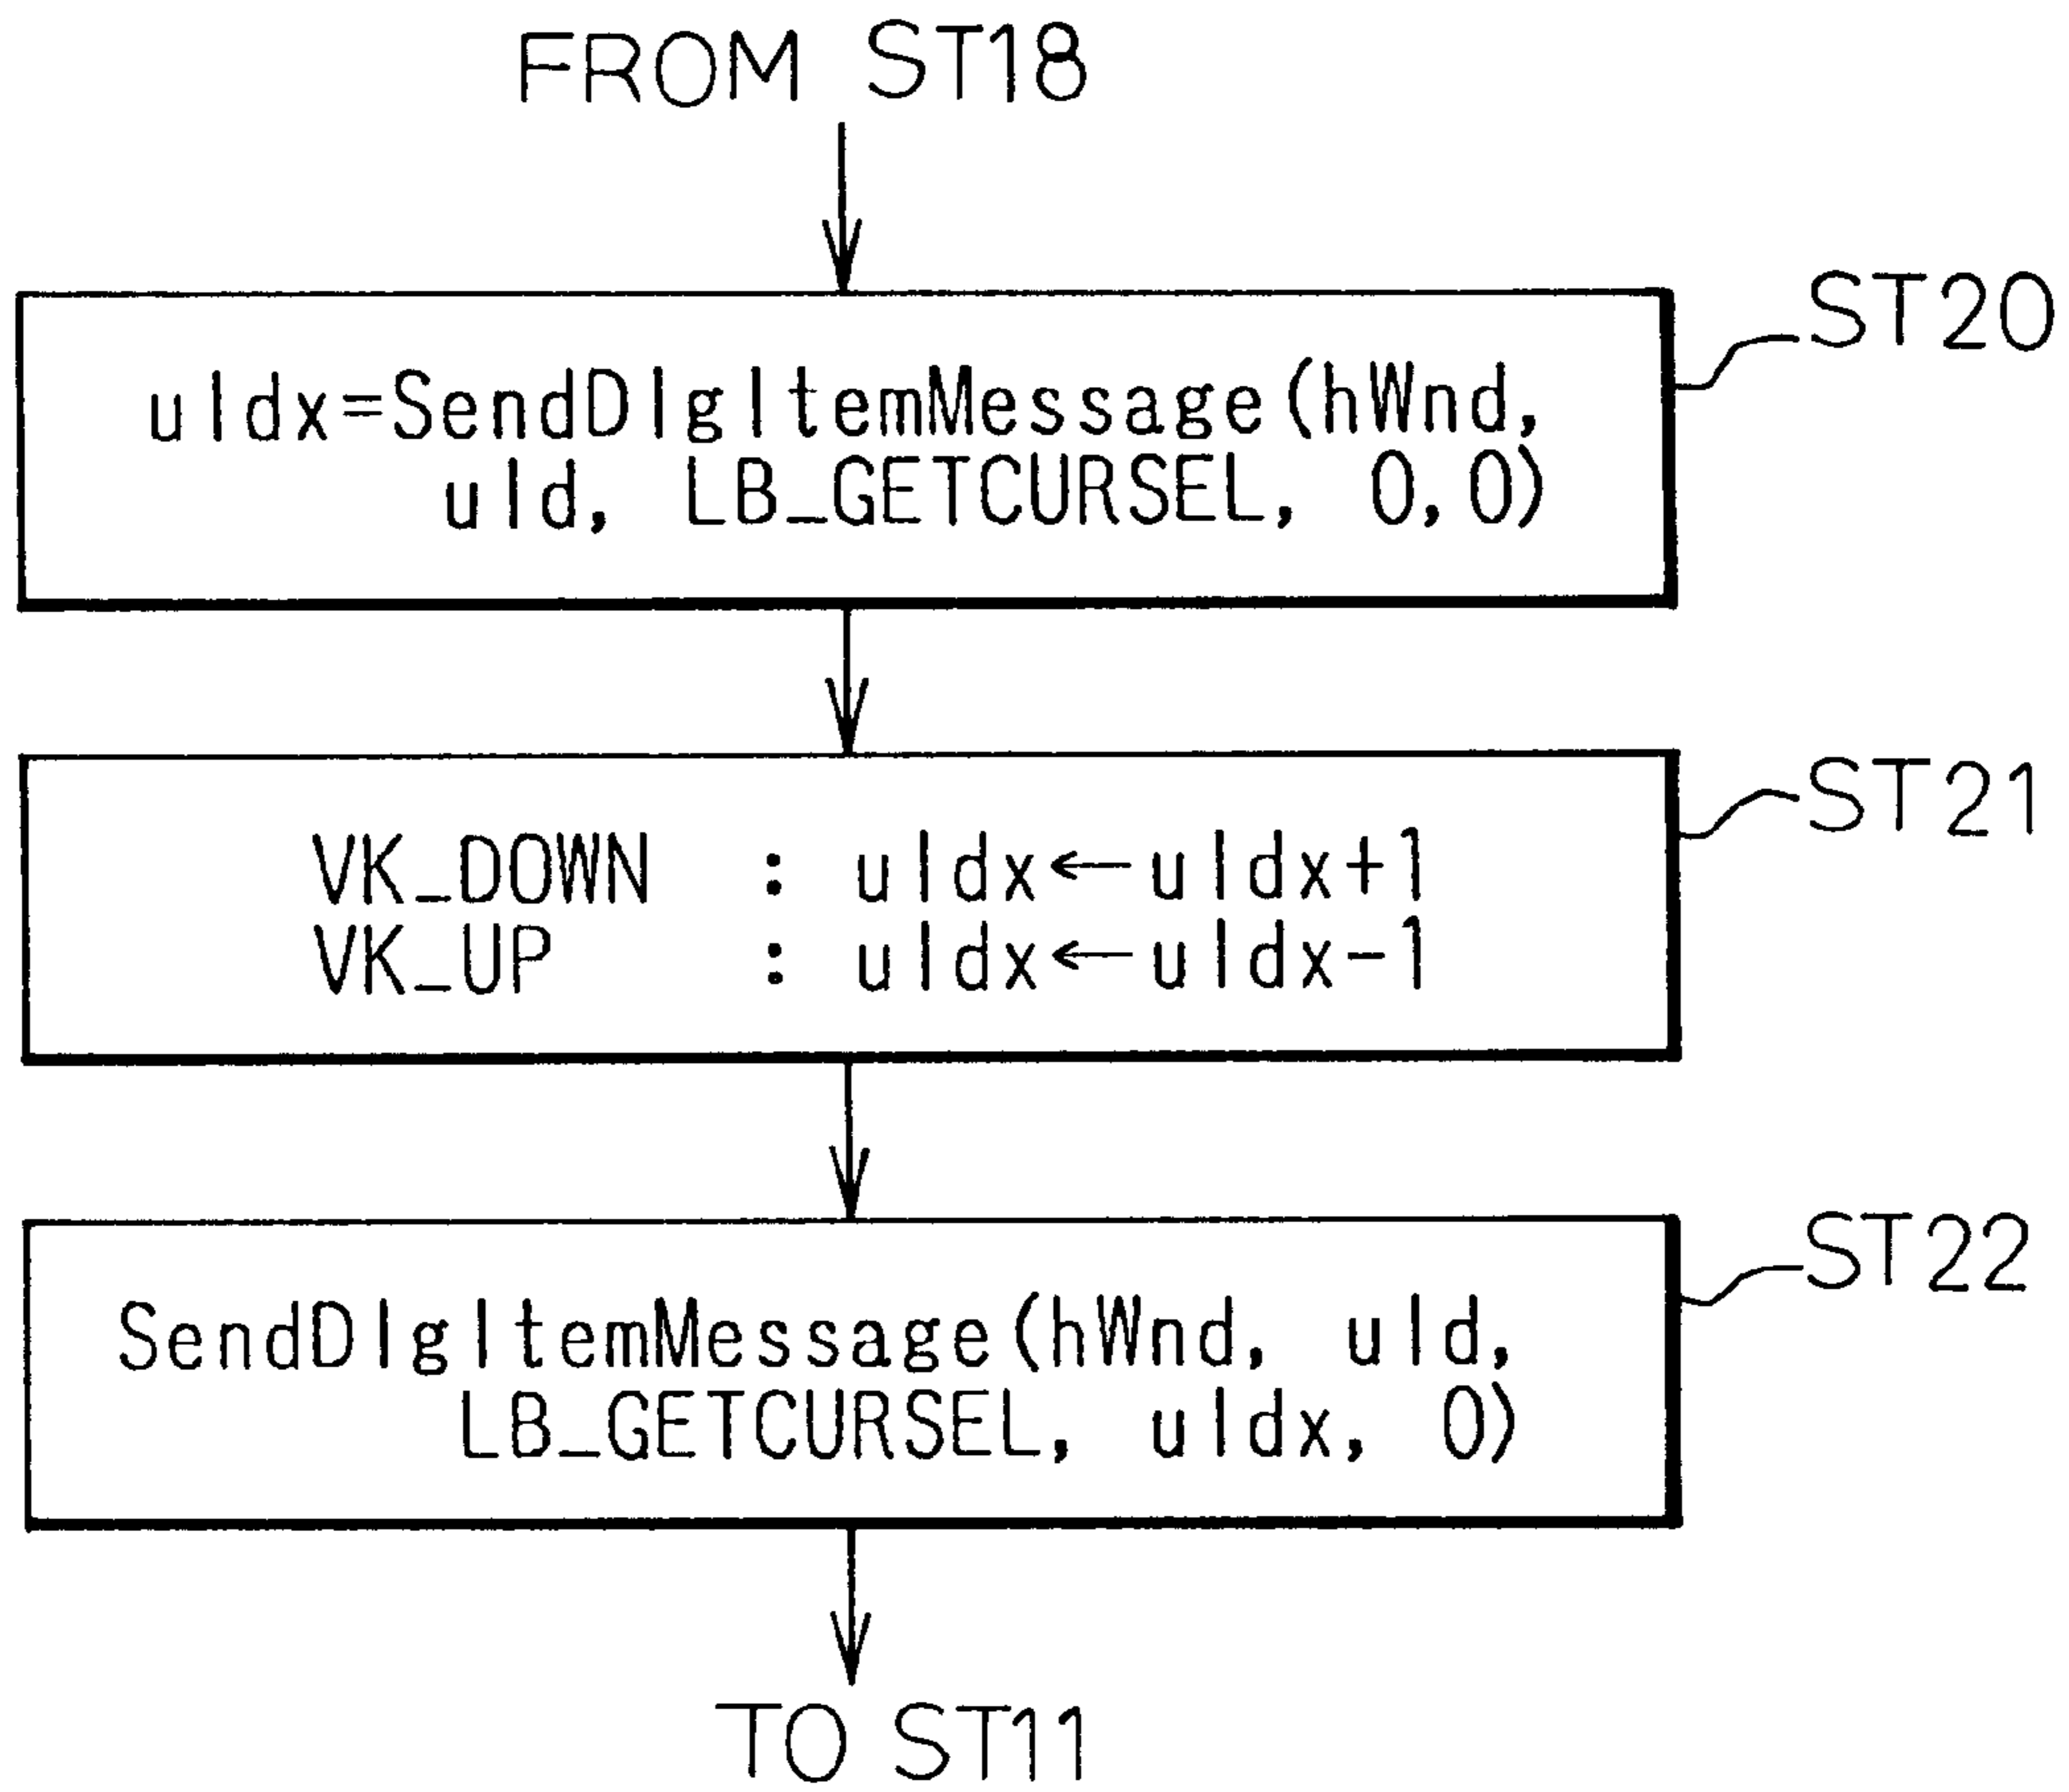 FROM ST18
ST20
uIdx=SendDlgItemMessage(hWnd,
uId, LB_GETCURSEL, 0,0)
ST21
VK_DOWN : uIdx←uIdx+1
VK_UP : uIdx←uIdx-1
ST22
SendDlgItemMessage(hWnd, uId,
LB_GETCURSEL, uIdx, 0)
TO ST11